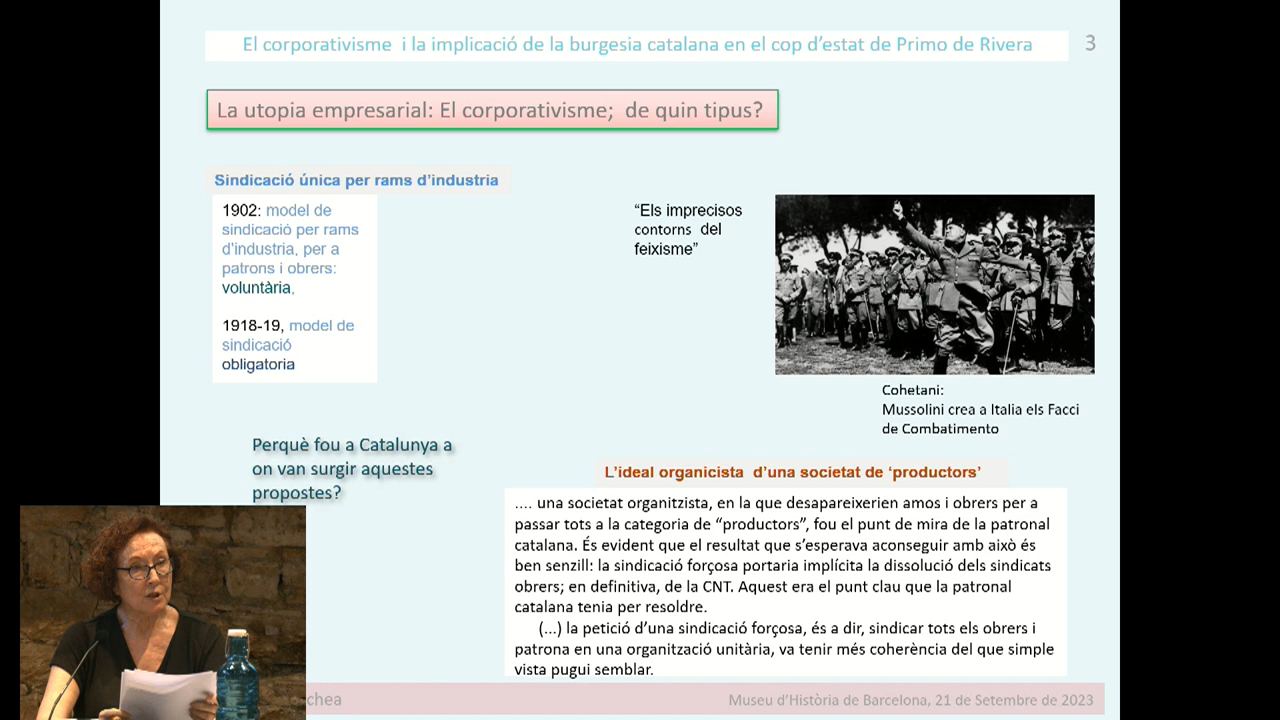 El corporativisme i la implicació de la burgesia catalana en el cop d'estat de Primo de Rivera
3
La utopia empresarial: El corporativisme; de quin tipus?
Sindicació única per rams d'industria
1902: model de
sindicació per rams
d'industria, per a
patrons i obrers:
voluntària.
1918-19, model de
sindicació
obligatoria
"Els imprecisos
contorns del
feixisme"
Cohetani:
Mussolini crea a Italia els Facci
de Combatimento
Perquè fou a Catalunya a
on van surgir aquestes
propostes?
L'ideal organicista d'una societat de 'productors'
.... una societat organitzista, en la que desapareixerien amos i obrers per a
passar tots a la categoria de "productors", fou el punt de mira de la patronal
catalana. És evident que el resultat que s'esperava aconseguir amb això és
ben senzill: la sindicació forçosa portaria implícita la dissolució dels sindicats
obrers; en definitiva, de la CNT. Aquest era el punt clau que la patronal
catalana tenia per resoldre.
(...) la petició d'una sindicació forçosa, és a dir, sindicar tots els obrers i
patrona en una organització unitària, va tenir més coherència del que simple
vista pugui semblar.
Museu d'Història de Barcelona, 21 de Setembre de 2023